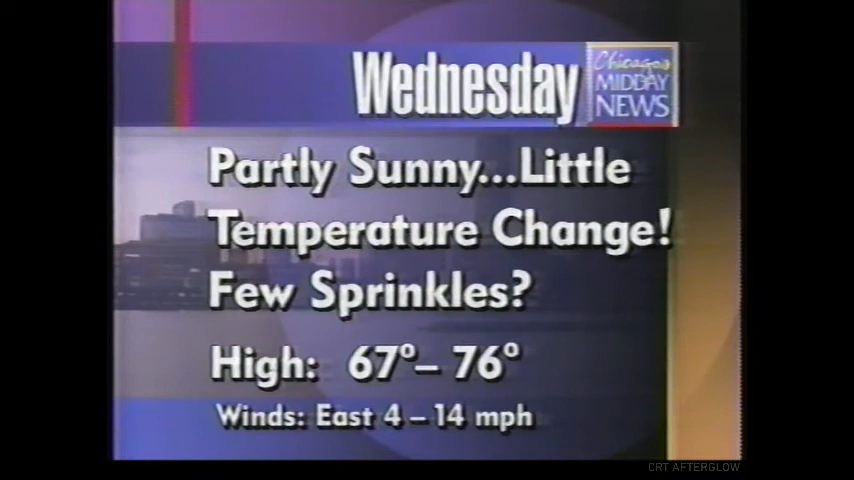 Wednesday
Chicago's
MIDDAY
NEWS
Partly Sunny...Little
Temperature Change!
Few Sprinkles?
High: 67°– 76°
Winds: East 4 – 14 mph
CRT AFTERGLOW